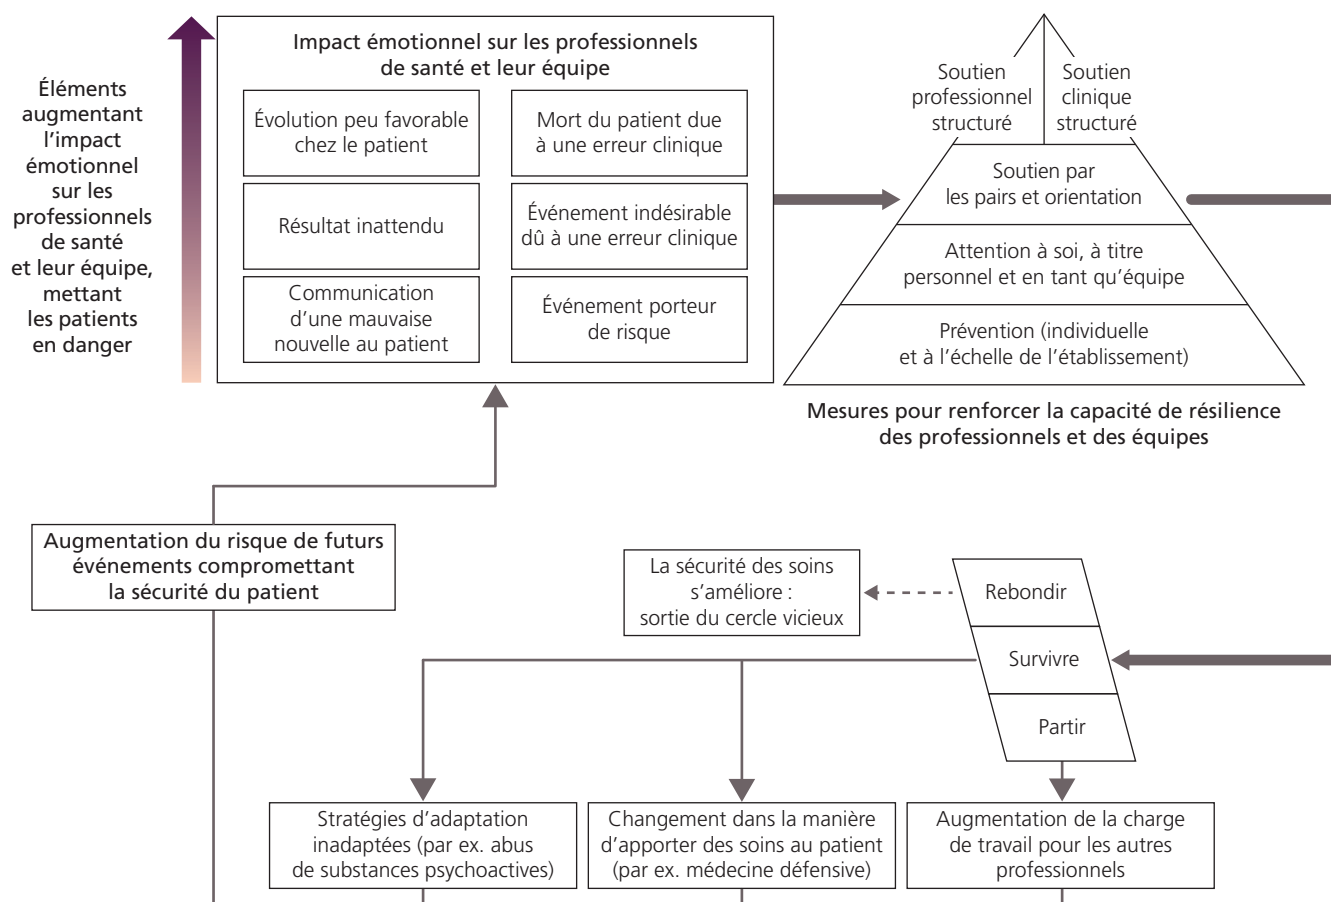 Éléments
augmentant
l’impact
émotionnel
sur les
professionnels
de santé
et leur équipe,
mettant
les patients
en danger
Impact émotionnel sur les professionnels
de santé et leur équipe
Évolution peu favorable
chez le patient
Mort du patient due
à une erreur clinique
Résultat inattendu
Événement indésirable
dû à une erreur clinique
Communication
d’une mauvaise
nouvelle au patient
Événement porteur
de risque
Soutien
professionnel
structuré
Soutien
clinique
structuré
Soutien par
les pairs et orientation
Attention à soi, à titre
personnel et en tant qu’équipe
Prévention (individuelle
et à l’échelle de l’établissement)
Mesures pour renforcer la capacité de résilience
des professionnels et des équipes
Augmentation du risque de futurs
événements compromettant
la sécurité du patient
La sécurité des soins
s’améliore :
sortie du cercle vicieux
Rebondir
Survivre
Partir
Stratégies d’adaptation
inadaptées (par ex. abus
de substances psychoactives)
Changement dans la manière
d’apporter des soins au patient
(par ex. médecine défensive)
Augmentation de la charge
de travail pour les autres
professionnels